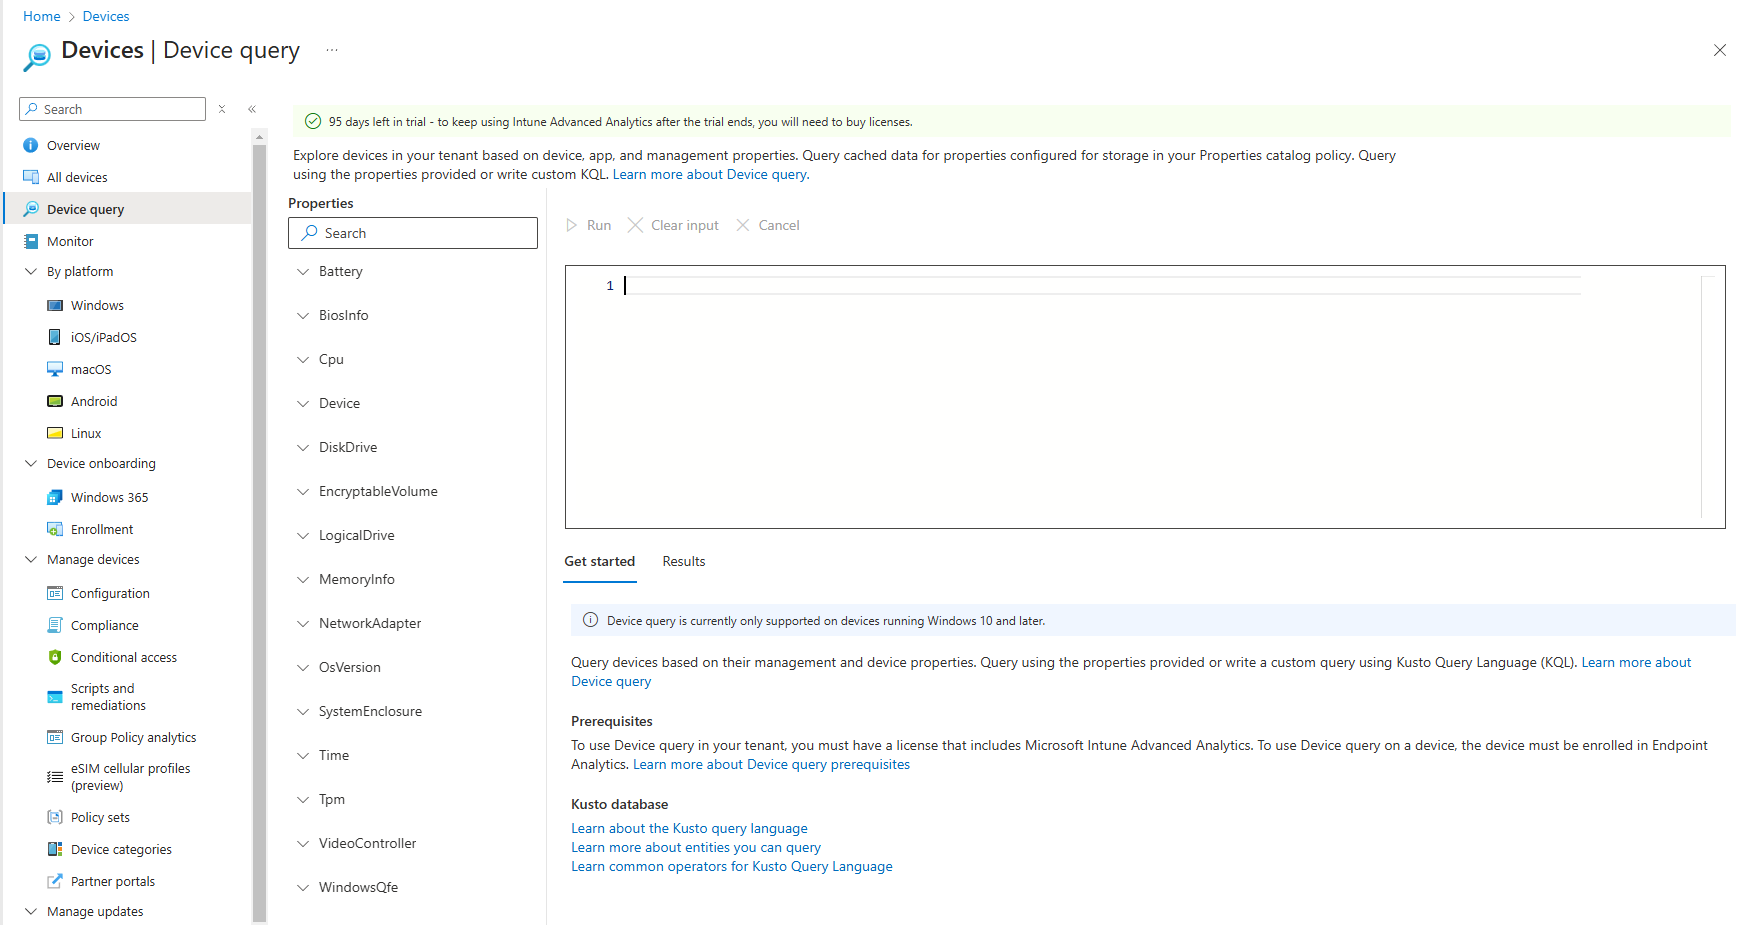 Home > Devices
Devices | Device query ...
Search
Overview
All devices
Device query
Monitor
By platform
Windows
iOS/iPadOS
macOS
Android
Linux
Device onboarding
Windows 365
Enrollment
Manage devices
Configuration
Compliance
Conditional access
Scripts and
remediations
Group Policy analytics
eSIM cellular profiles
(preview)
Policy sets
Device categories
Partner portals
Manage updates
95 days left in trial - to keep using Intune Advanced Analytics after the trial ends, you will need to buy licenses.
Explore devices in your tenant based on device, app, and management properties. Query cached data for properties configured for storage in your Properties catalog policy. Query
using the properties provided or write custom KQL. Learn more about Device query.
Properties
Search
Battery
BiosInfo
Cpu
Device
DiskDrive
EncryptableVolume
LogicalDrive
MemoryInfo
NetworkAdapter
OsVersion
SystemEnclosure
Time
Tpm
VideoController
WindowsQfe
Run Clear input Cancel
1
Get started Results
Device query is currently only supported on devices running Windows 10 and later.
Query devices based on their management and device properties. Query using the properties provided or write a custom query using Kusto Query Language (KQL). Learn more about
Device query
Prerequisites
To use Device query in your tenant, you must have a license that includes Microsoft Intune Advanced Analytics. To use Device query on a device, the device must be enrolled in Endpoint
Analytics. Learn more about Device query prerequisites
Kusto database
Learn about the Kusto query language
Learn more about entities you can query
Learn common operators for Kusto Query Language